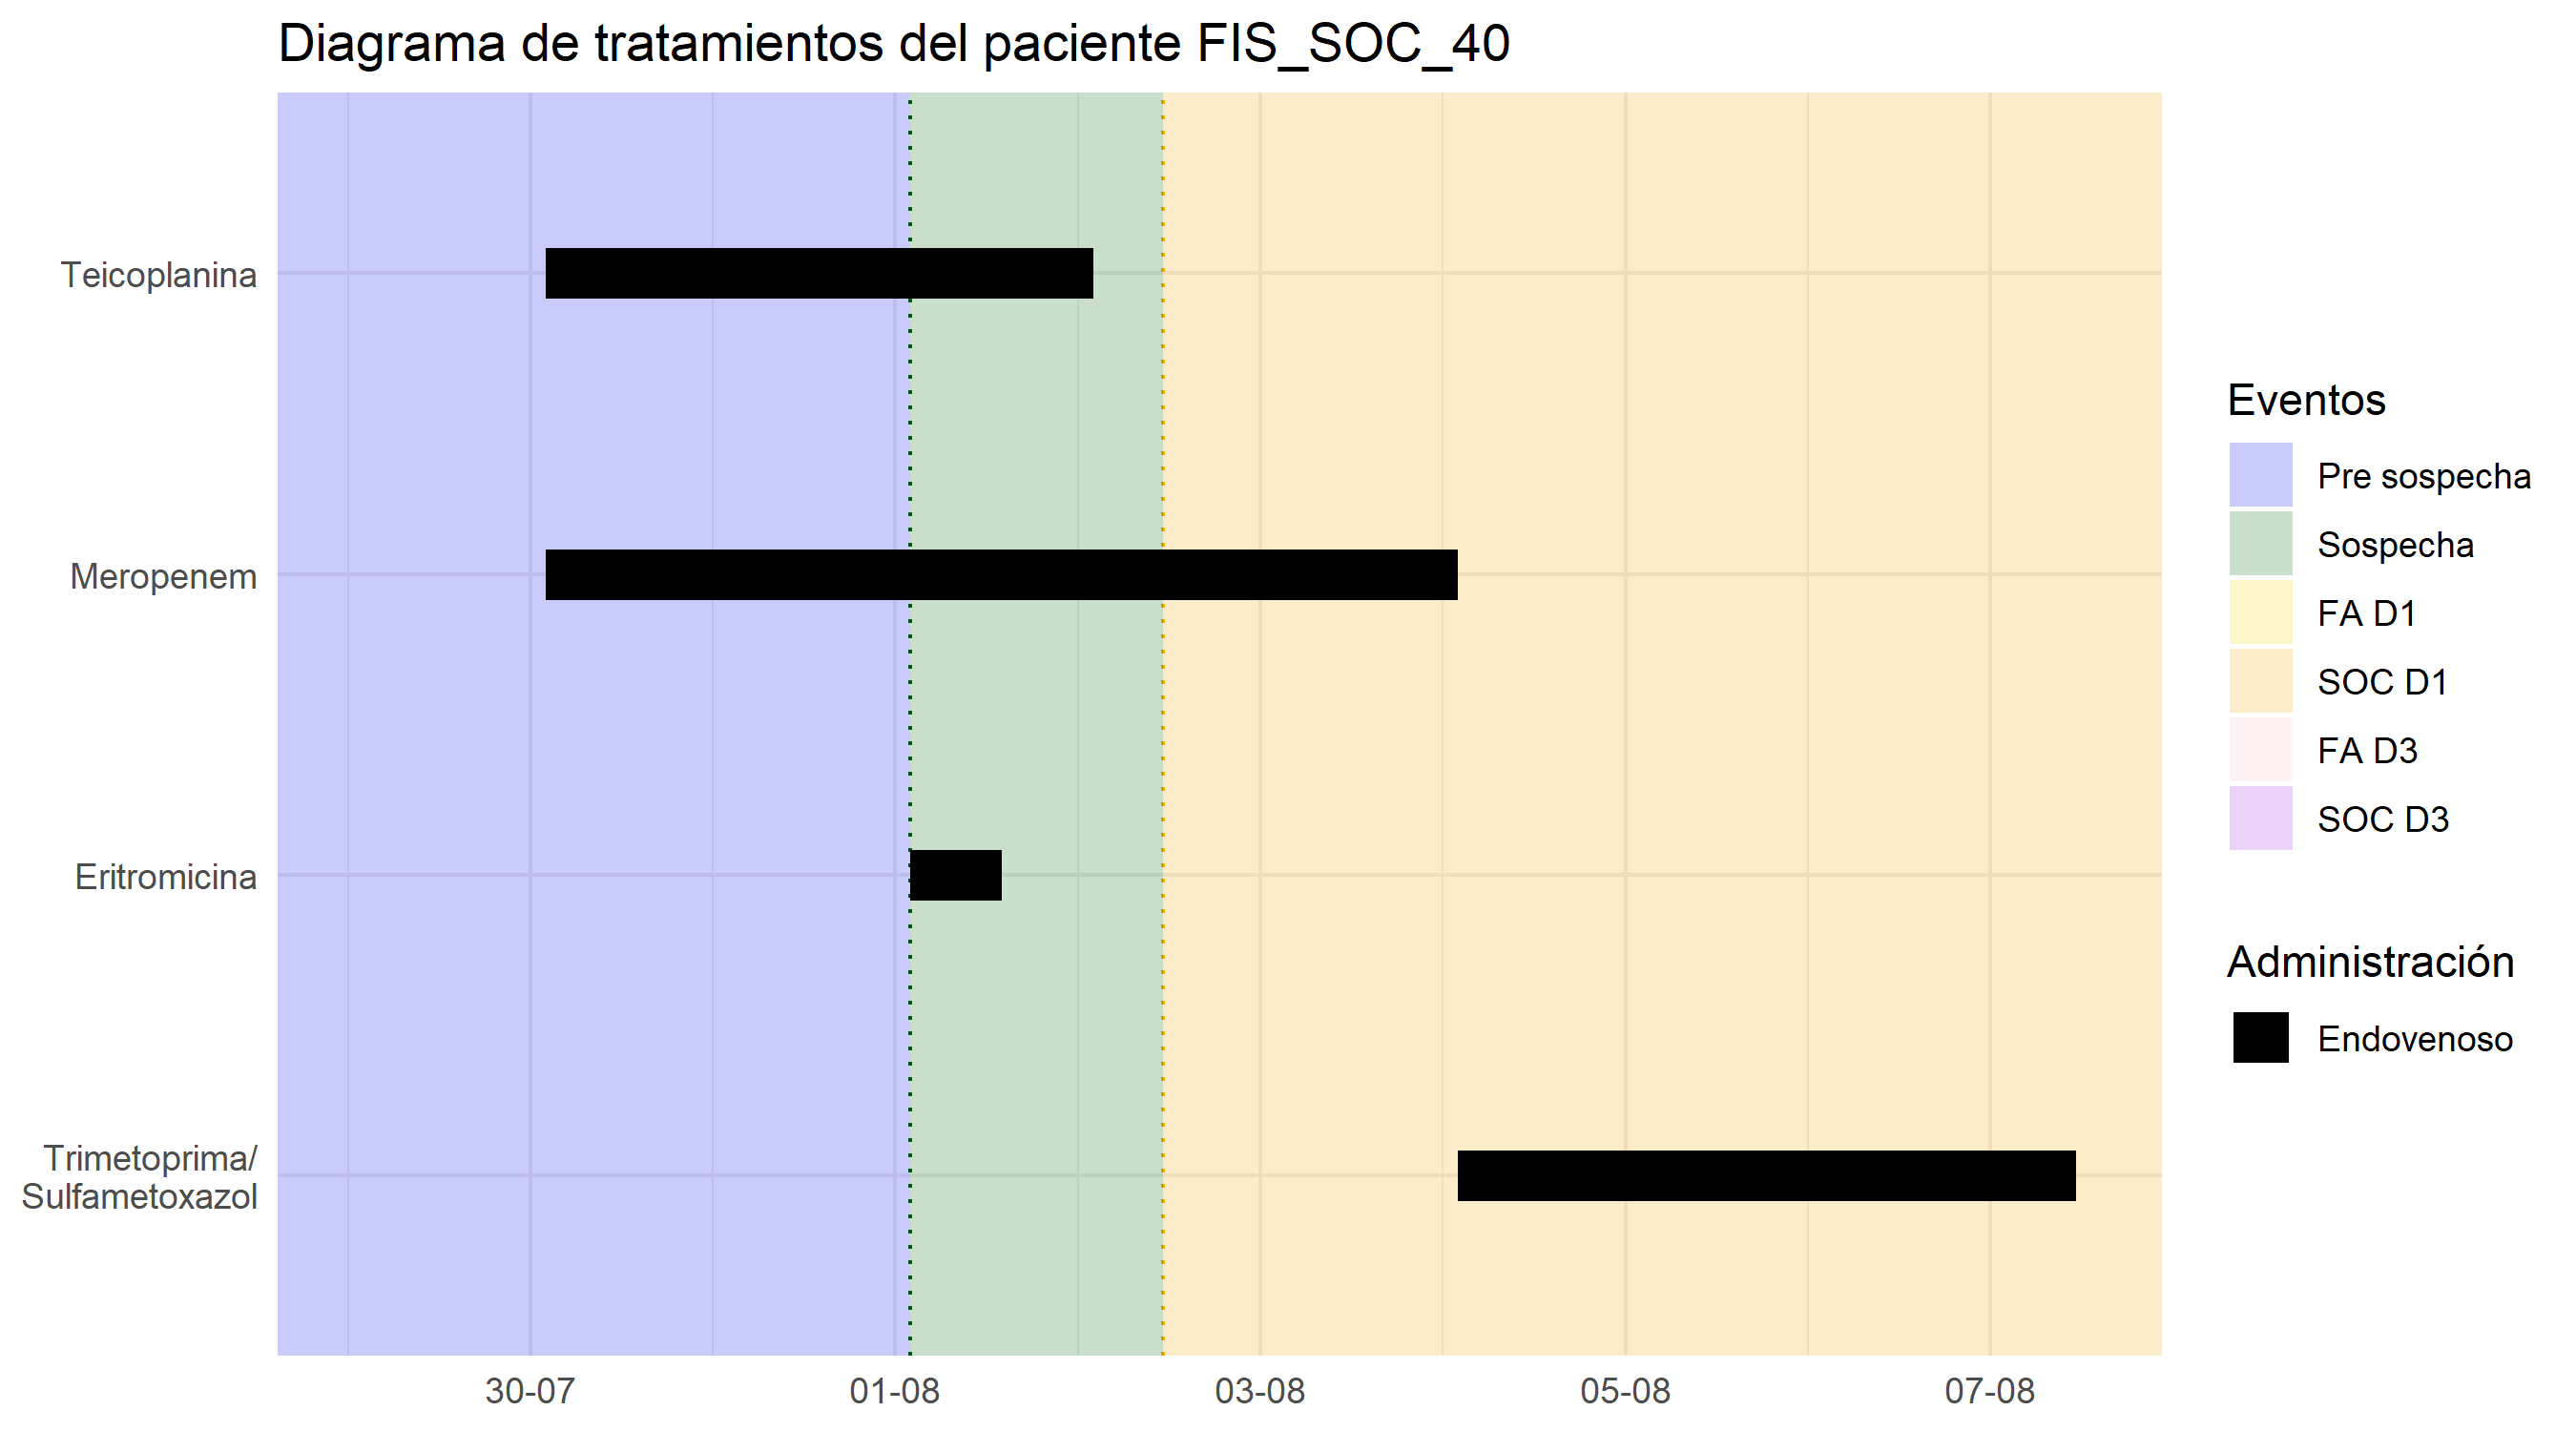 Diagrama de tratamientos del paciente FIS_SOC_40
Teicoplanina
Meropenem
Eritromicina
Trimetoprima/
Sulfametoxazol
30-07
01-08
03-08
05-08
07-08
Eventos
Pre sospecha
Sospecha
FA D1
SOC D1
FA D3
SOC D3
Administración
Endovenoso